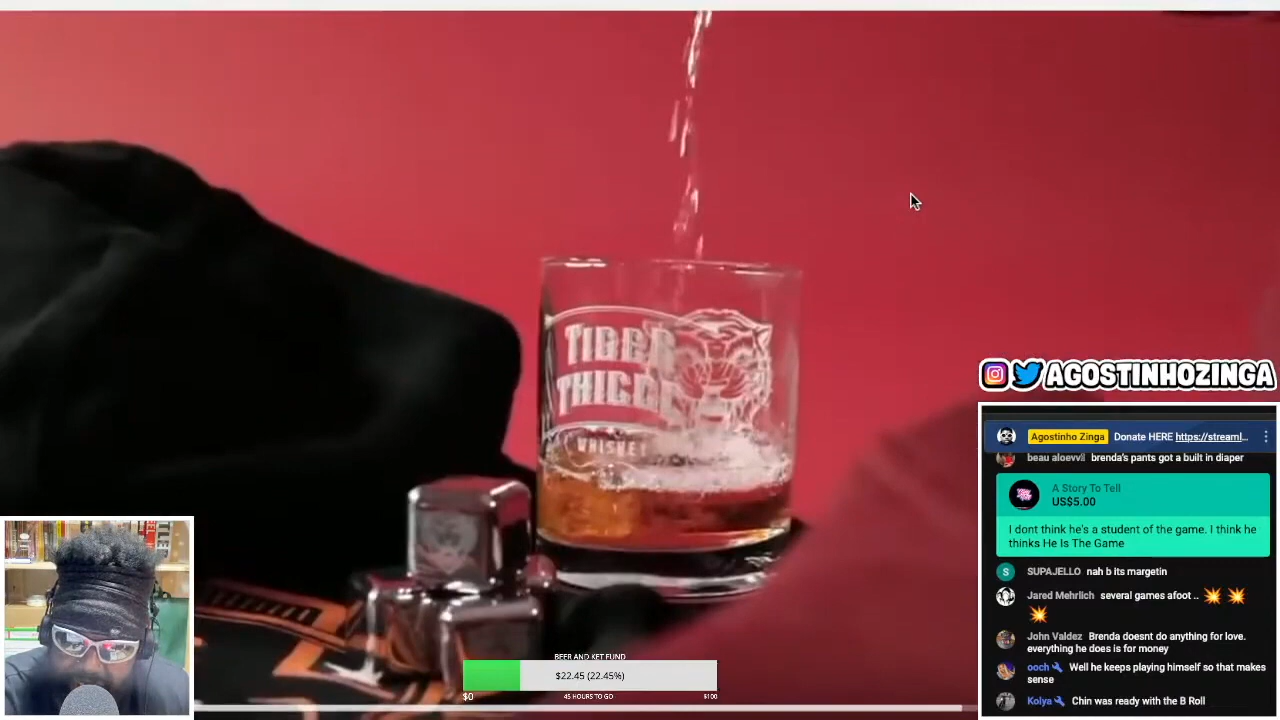 TIGER
THICCC
WHISKEY
AGOSTINHOZINGA
Agostinho Zinga Donate HERE https://streaml...
beau aloevvll brenda's pants got a built in diaper
A Story To Tell
US$5.00
I dont think he's a student of the game. I think he
thinks He Is The Game
S SUPAJELLO nah b its margetin
Jared Mehrlich several games afoot .. 💥 💥
💥
John Valdez Brenda doesnt do anything for love.
everything he does is for money
ooch Well he keeps playing himself so that makes
sense
Kolya Chin was ready with the B Roll
BEER AND KET FUND
$22.45 (22.45%)
$0 45 HOURS TO GO $100